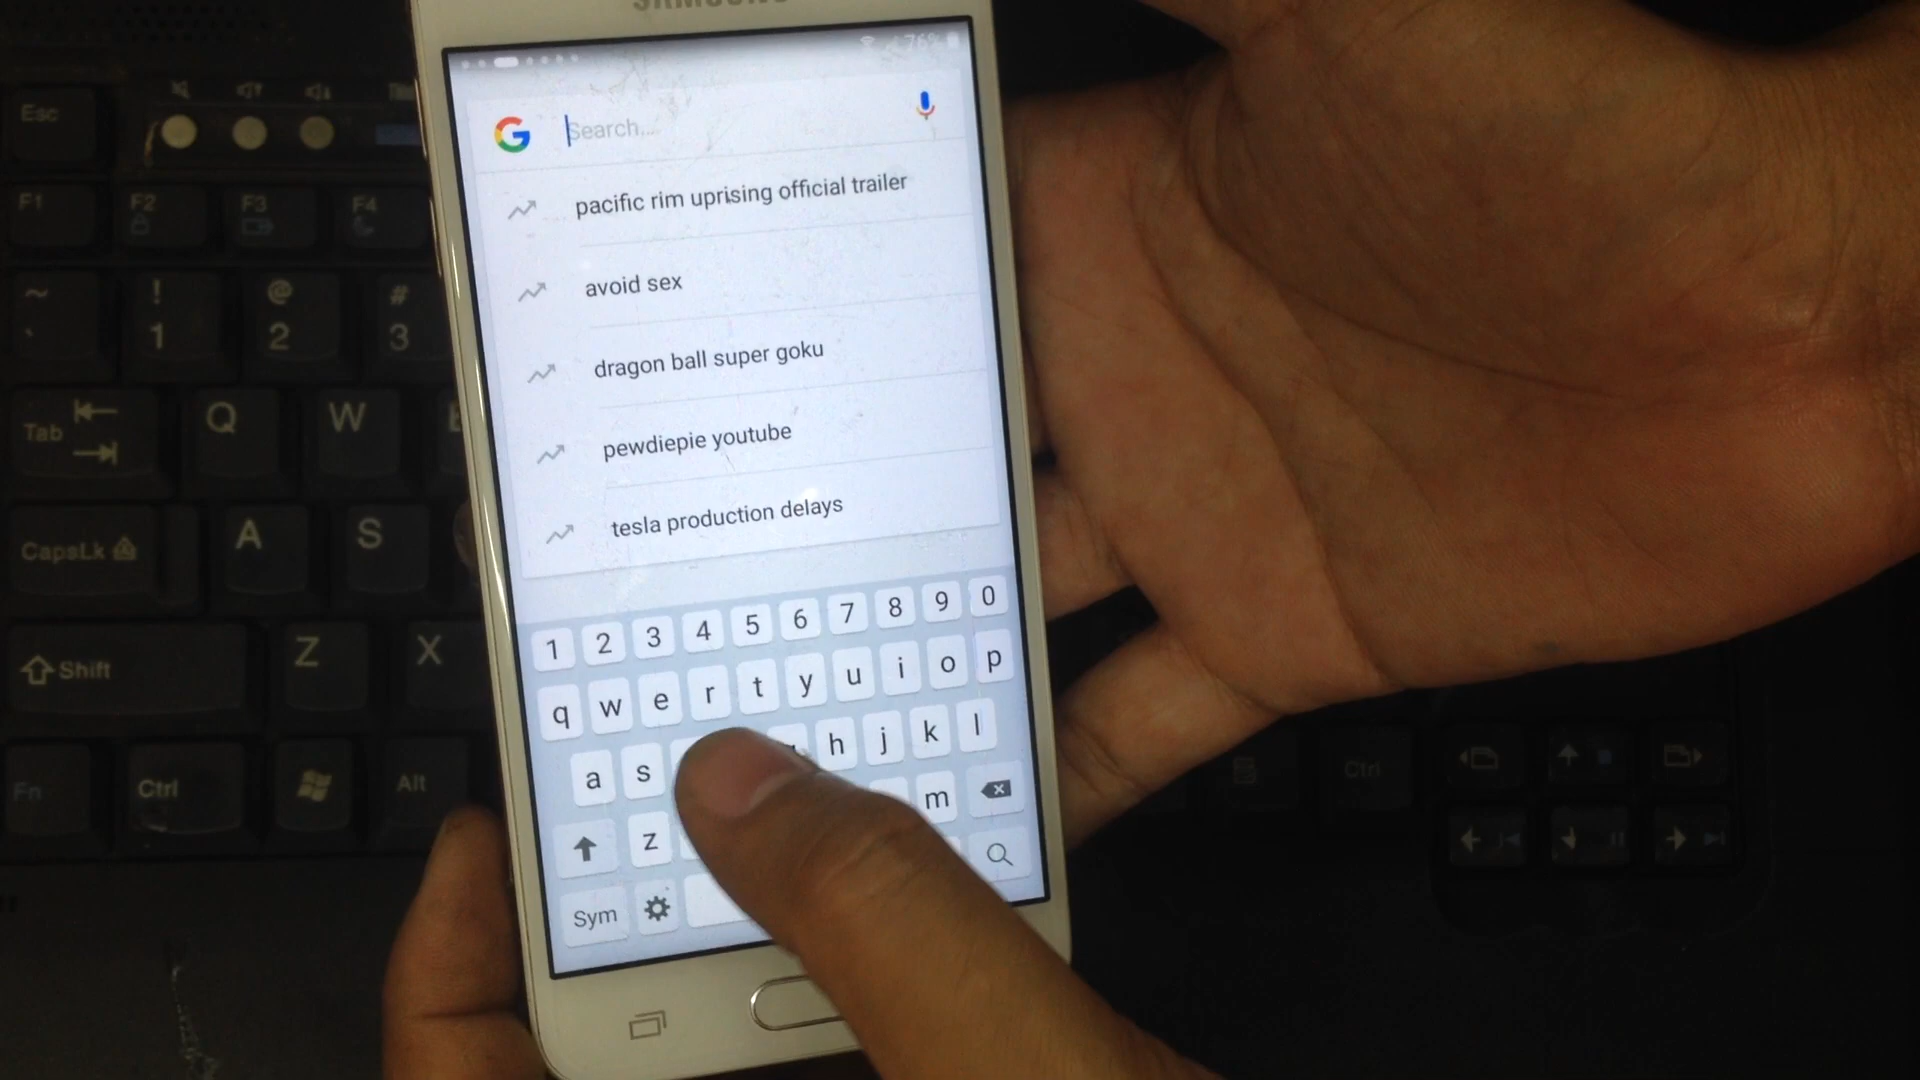 SAMSUNG
76%
Search...
pacific rim uprising official trailer
avoid sex
dragon ball super goku
pewdiepie youtube
tesla production delays
1 2 3 4 5 6 7 8 9 0
q w e r t y u i o p
a s h j k l
z m
Sym
Esc
F1 F2 F3 F4
~ ! @ #
` 1 2 3
Tab Q W
CapsLk A S
Shift Z X
Fn Ctrl Alt
Ctrl